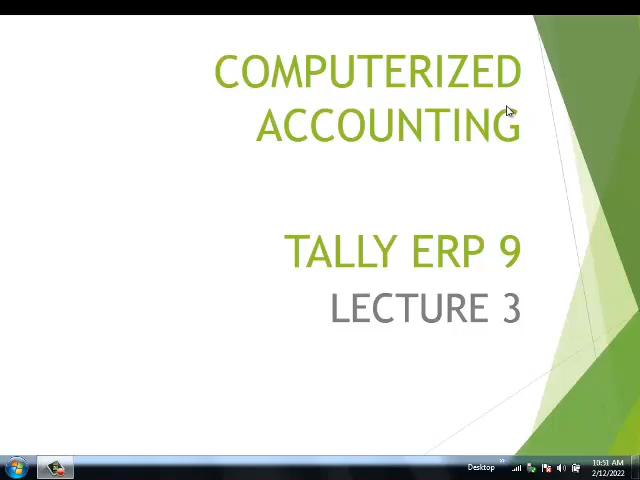 COMPUTERIZED
ACCOUNTING
TALLY ERP 9
LECTURE 3
Desktop
10:51 AM
2/12/2022